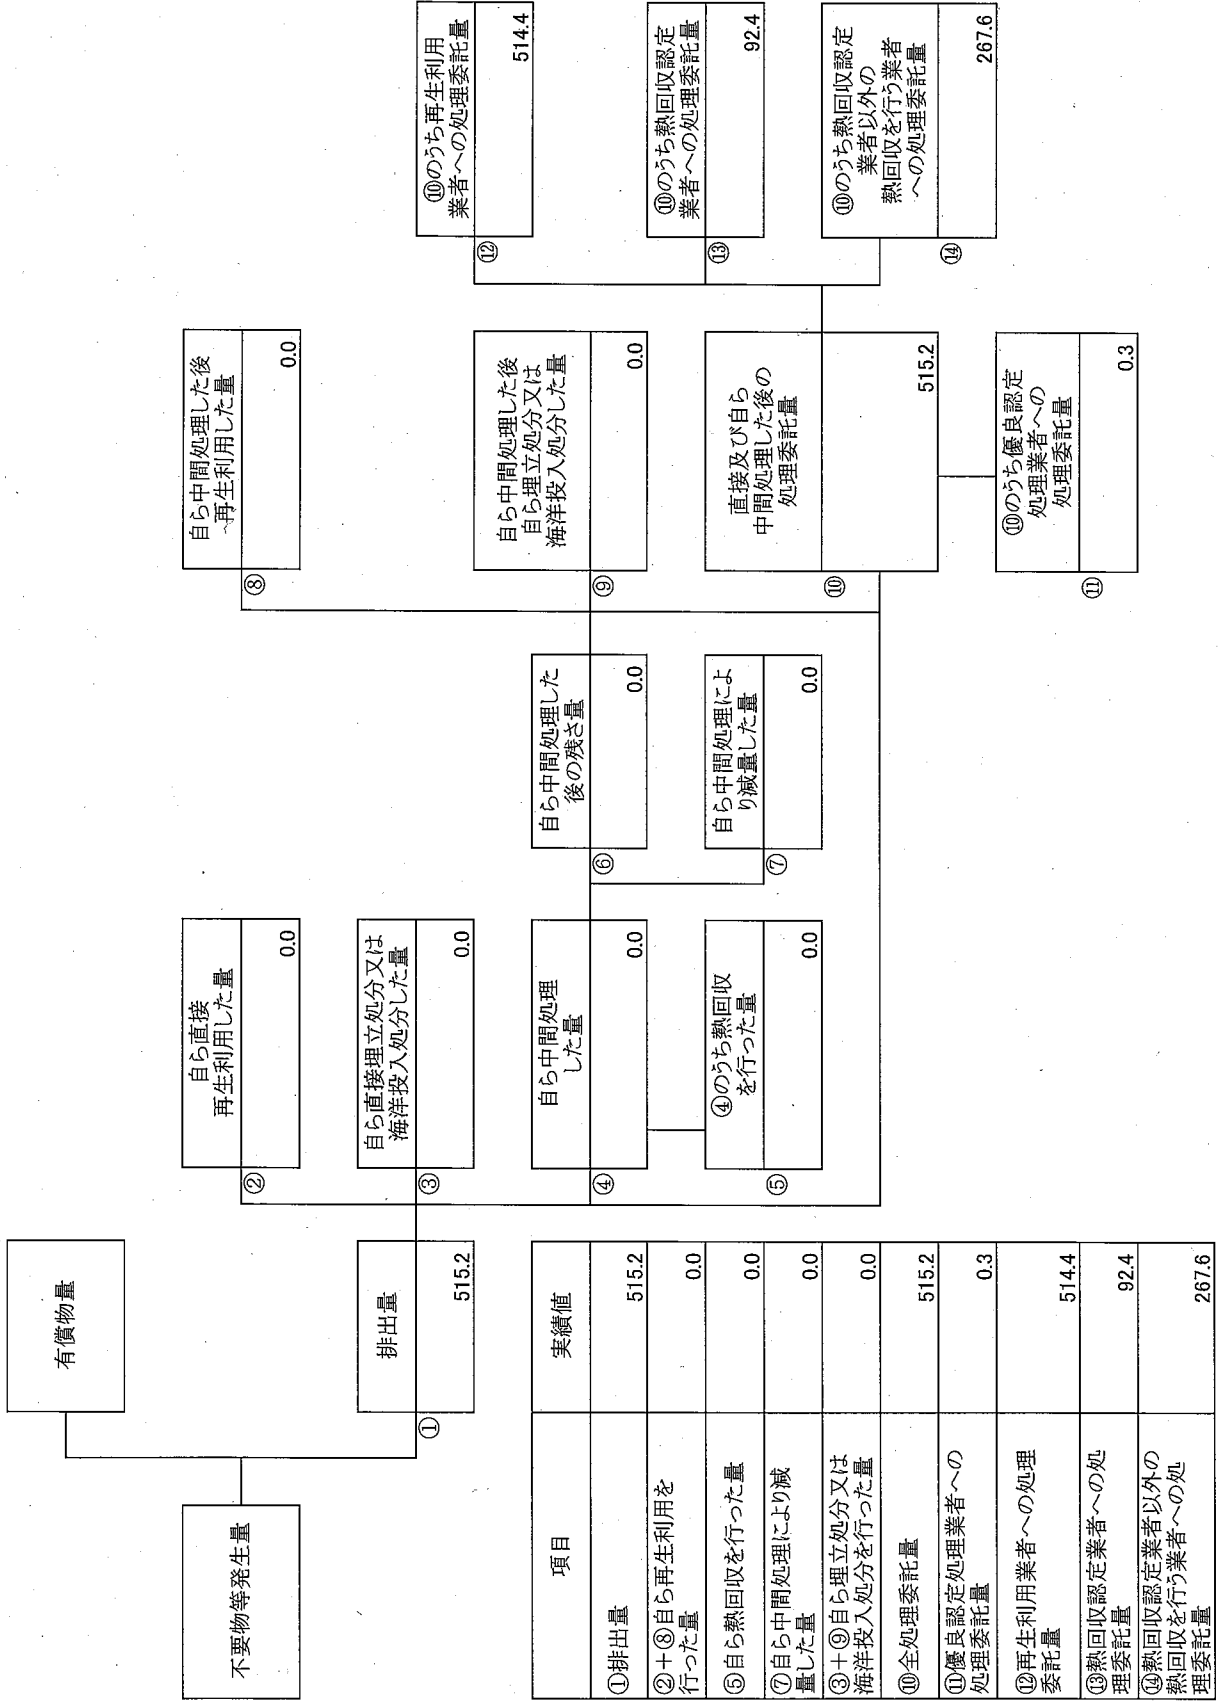 有償物量
不要物等発生量
排出量
①
515.2
自ら直接
再生利用した量
②
0.0
自ら直接埋立処分又は
海洋投入処分した量
③
0.0
自ら中間処理
した量
④
0.0
④のうち熱回収
を行った量
⑤
0.0
自ら中間処理した
後の残さ量
⑥
0.0
自ら中間処理によ
り減量した量
⑦
0.0
自ら中間処理した後
再生利用した量
⑧
0.0
自ら中間処理した後
自ら埋立処分又は
海洋投入処分した量
⑨
0.0
直接及び自ら
中間処理した後の
処理委託量
⑩
515.2
⑩のうち優良認定
処理業者への
処理委託量
⑪
0.3
⑩のうち再生利用
業者への処理委託量
⑫
514.4
⑩のうち熱回収認定
業者への処理委託量
⑬
92.4
⑩のうち熱回収認定
業者以外の
熱回収を行う業者
への処理委託量
⑭
267.6
項目 実績値
①排出量 515.2
②+⑧自ら再生利用を
行った量 0.0
⑤自ら熱回収を行った量 0.0
⑦自ら中間処理により減
量した量 0.0
③+⑨自ら埋立処分又は
海洋投入処分を行った量 0.0
⑩全処理委託量 515.2
⑪優良認定処理業者への
処理委託量 0.3
⑫再生利用業者への処理
委託量 514.4
⑬熱回収認定業者への処
理委託量 92.4
⑭熱回収認定業者以外の
熱回収を行う業者への処
理委託量 267.6